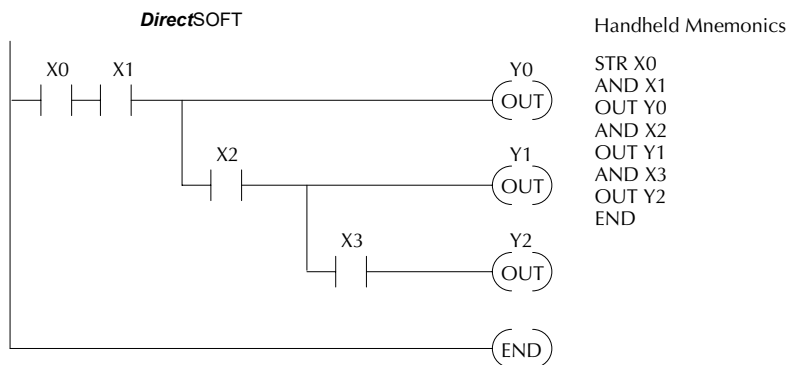 DirectSOFT
Handheld Mnemonics
X0 X1 Y0
OUT
X2 Y1
OUT
X3 Y2
OUT
END
STR X0
AND X1
OUT Y0
AND X2
OUT Y1
AND X3
OUT Y2
END